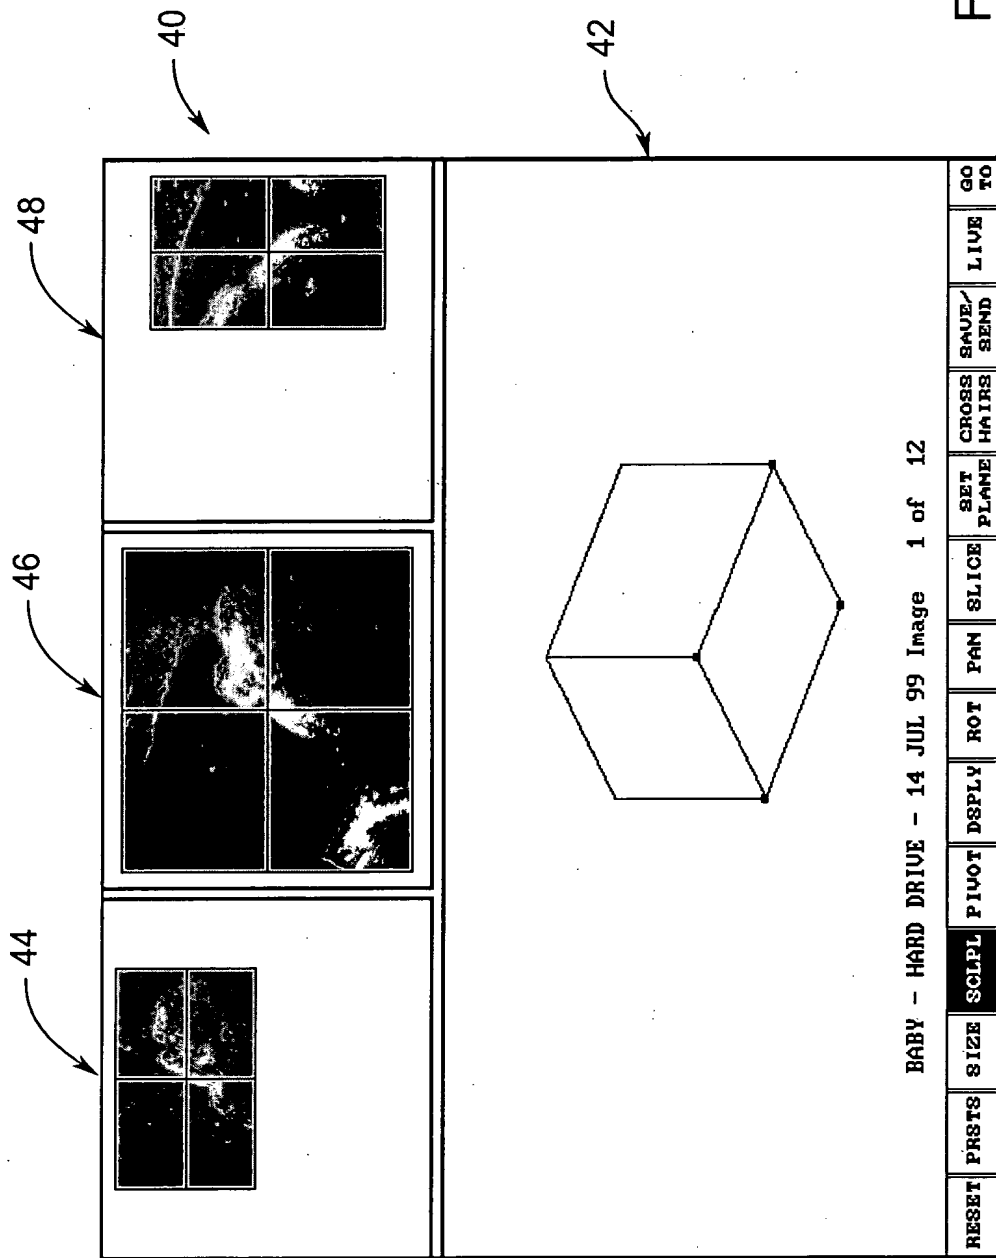 44
46
48
40
42
BABY - HARD DRIVE - 14 JUL 99 Image 1 of 12
RESET PRSTS SIZE SCLPL PIVOT DSPLY ROT PAN SLICE SET PLANE CROSS HAIRS SAVE/ SEND LIVE GO TO
F